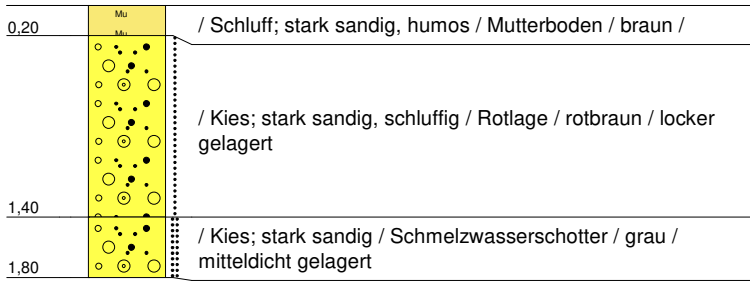 Mu
0,20
Mu
/ Schluff; stark sandig, humos / Mutterboden / braun /
/ Kies; stark sandig, schluffig / Rotlage / rotbraun / locker
gelagert
1,40
/ Kies; stark sandig / Schmelzwasserschotter / grau /
mitteldicht gelagert
1,80